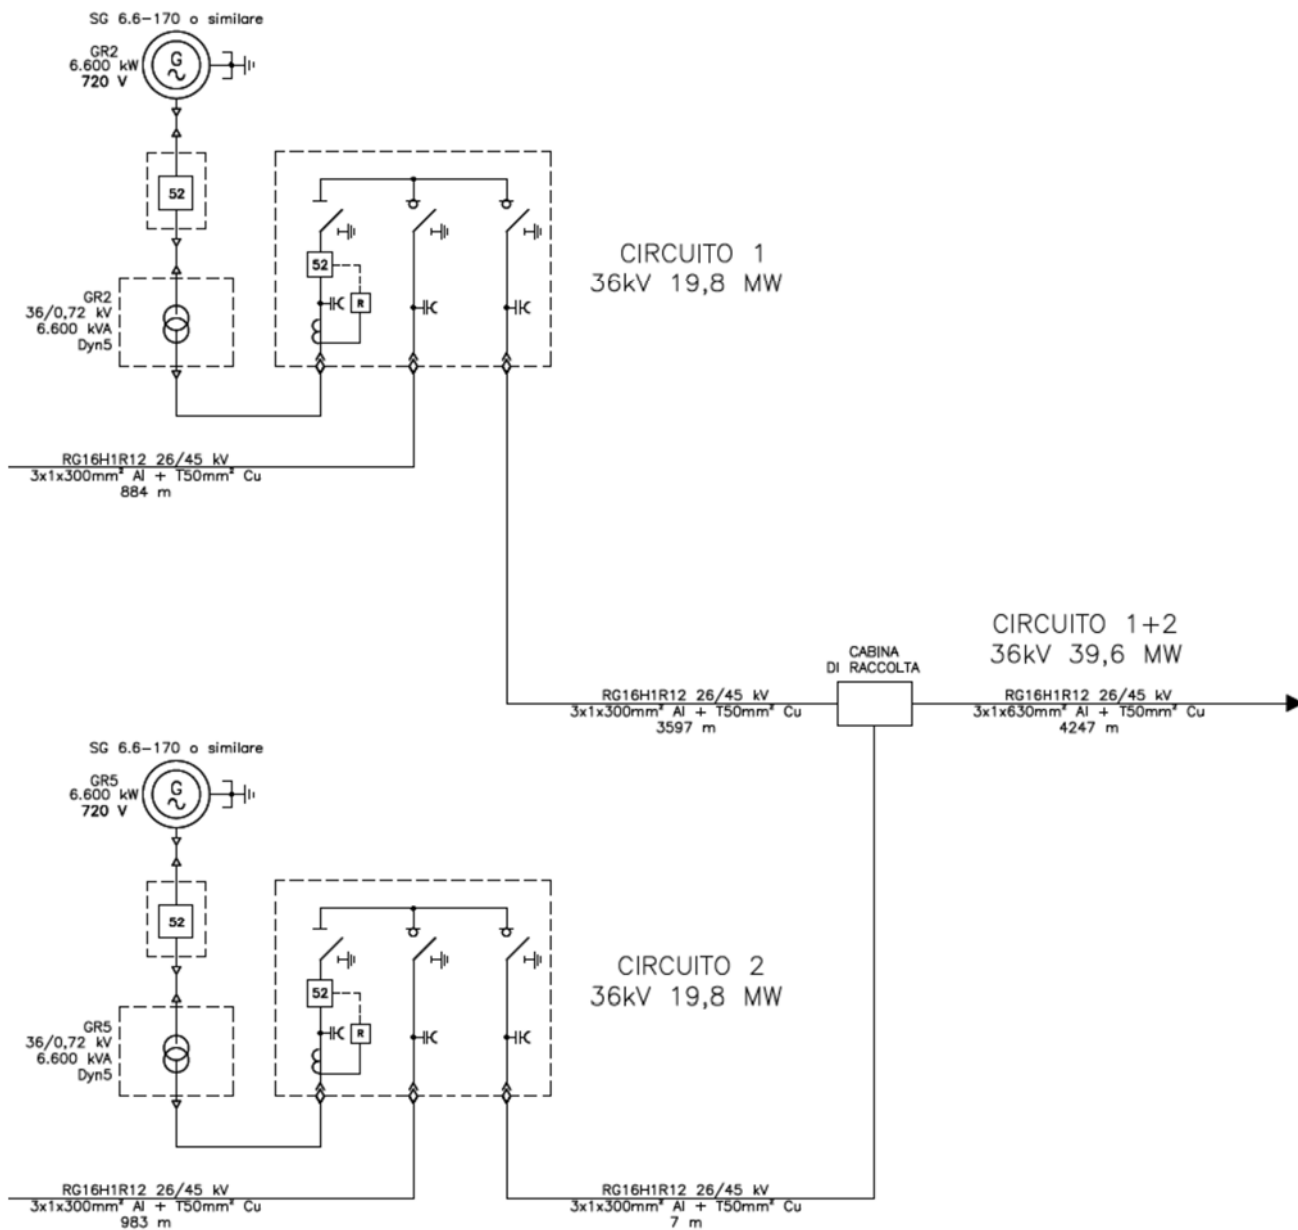 SG 6.6-170 o similare
GR2
6.600 kW
720 V
G
52
GR2
36/0,72 kV
6.600 kVA
Dyn5
52
R
CIRCUITO 1
36kV 19,8 MW
RG16H1R12 26/45 kV
3x1x300mm² Al + T50mm² Cu
884 m
CIRCUITO 1+2
36kV 39,6 MW
CABINA
DI RACCOLTA
RG16H1R12 26/45 kV
3x1x300mm² Al + T50mm² Cu
3597 m
RG16H1R12 26/45 kV
3x1x630mm² Al + T50mm² Cu
4247 m
SG 6.6-170 o similare
GR5
6.600 kW
720 V
G
52
GR5
36/0,72 kV
6.600 kVA
Dyn5
52
R
CIRCUITO 2
36kV 19,8 MW
RG16H1R12 26/45 kV
3x1x300mm² Al + T50mm² Cu
983 m
RG16H1R12 26/45 kV
3x1x300mm² Al + T50mm² Cu
7 m